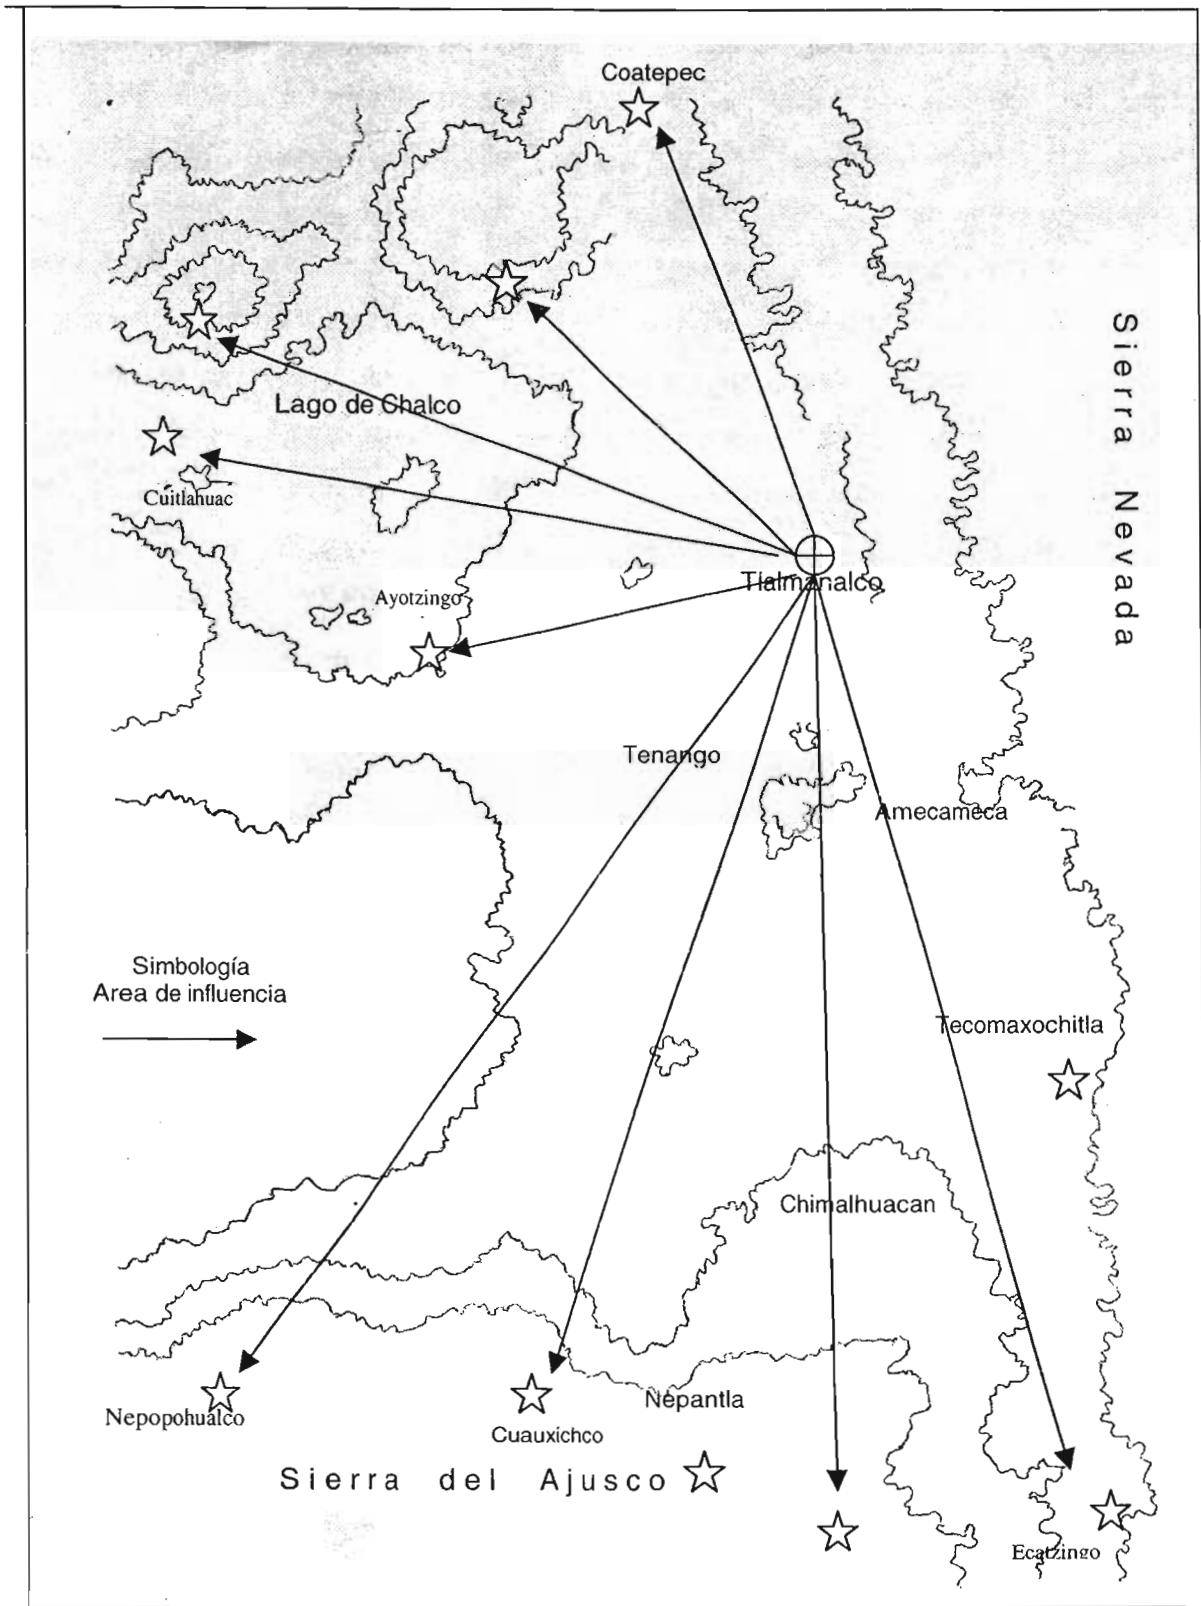 Coatepec
Sierra Nevada
Lago de Chalco
Cuitlahuac
Tlalmanalco
Ayotzingo
Tenango
Amecameca
Simbología
Area de influencia
Tecomaxochitla
Chimalhuacan
Nepantla
Nepopohualco
Cuauxichco
Sierra del Ajusco
Ecatzingo